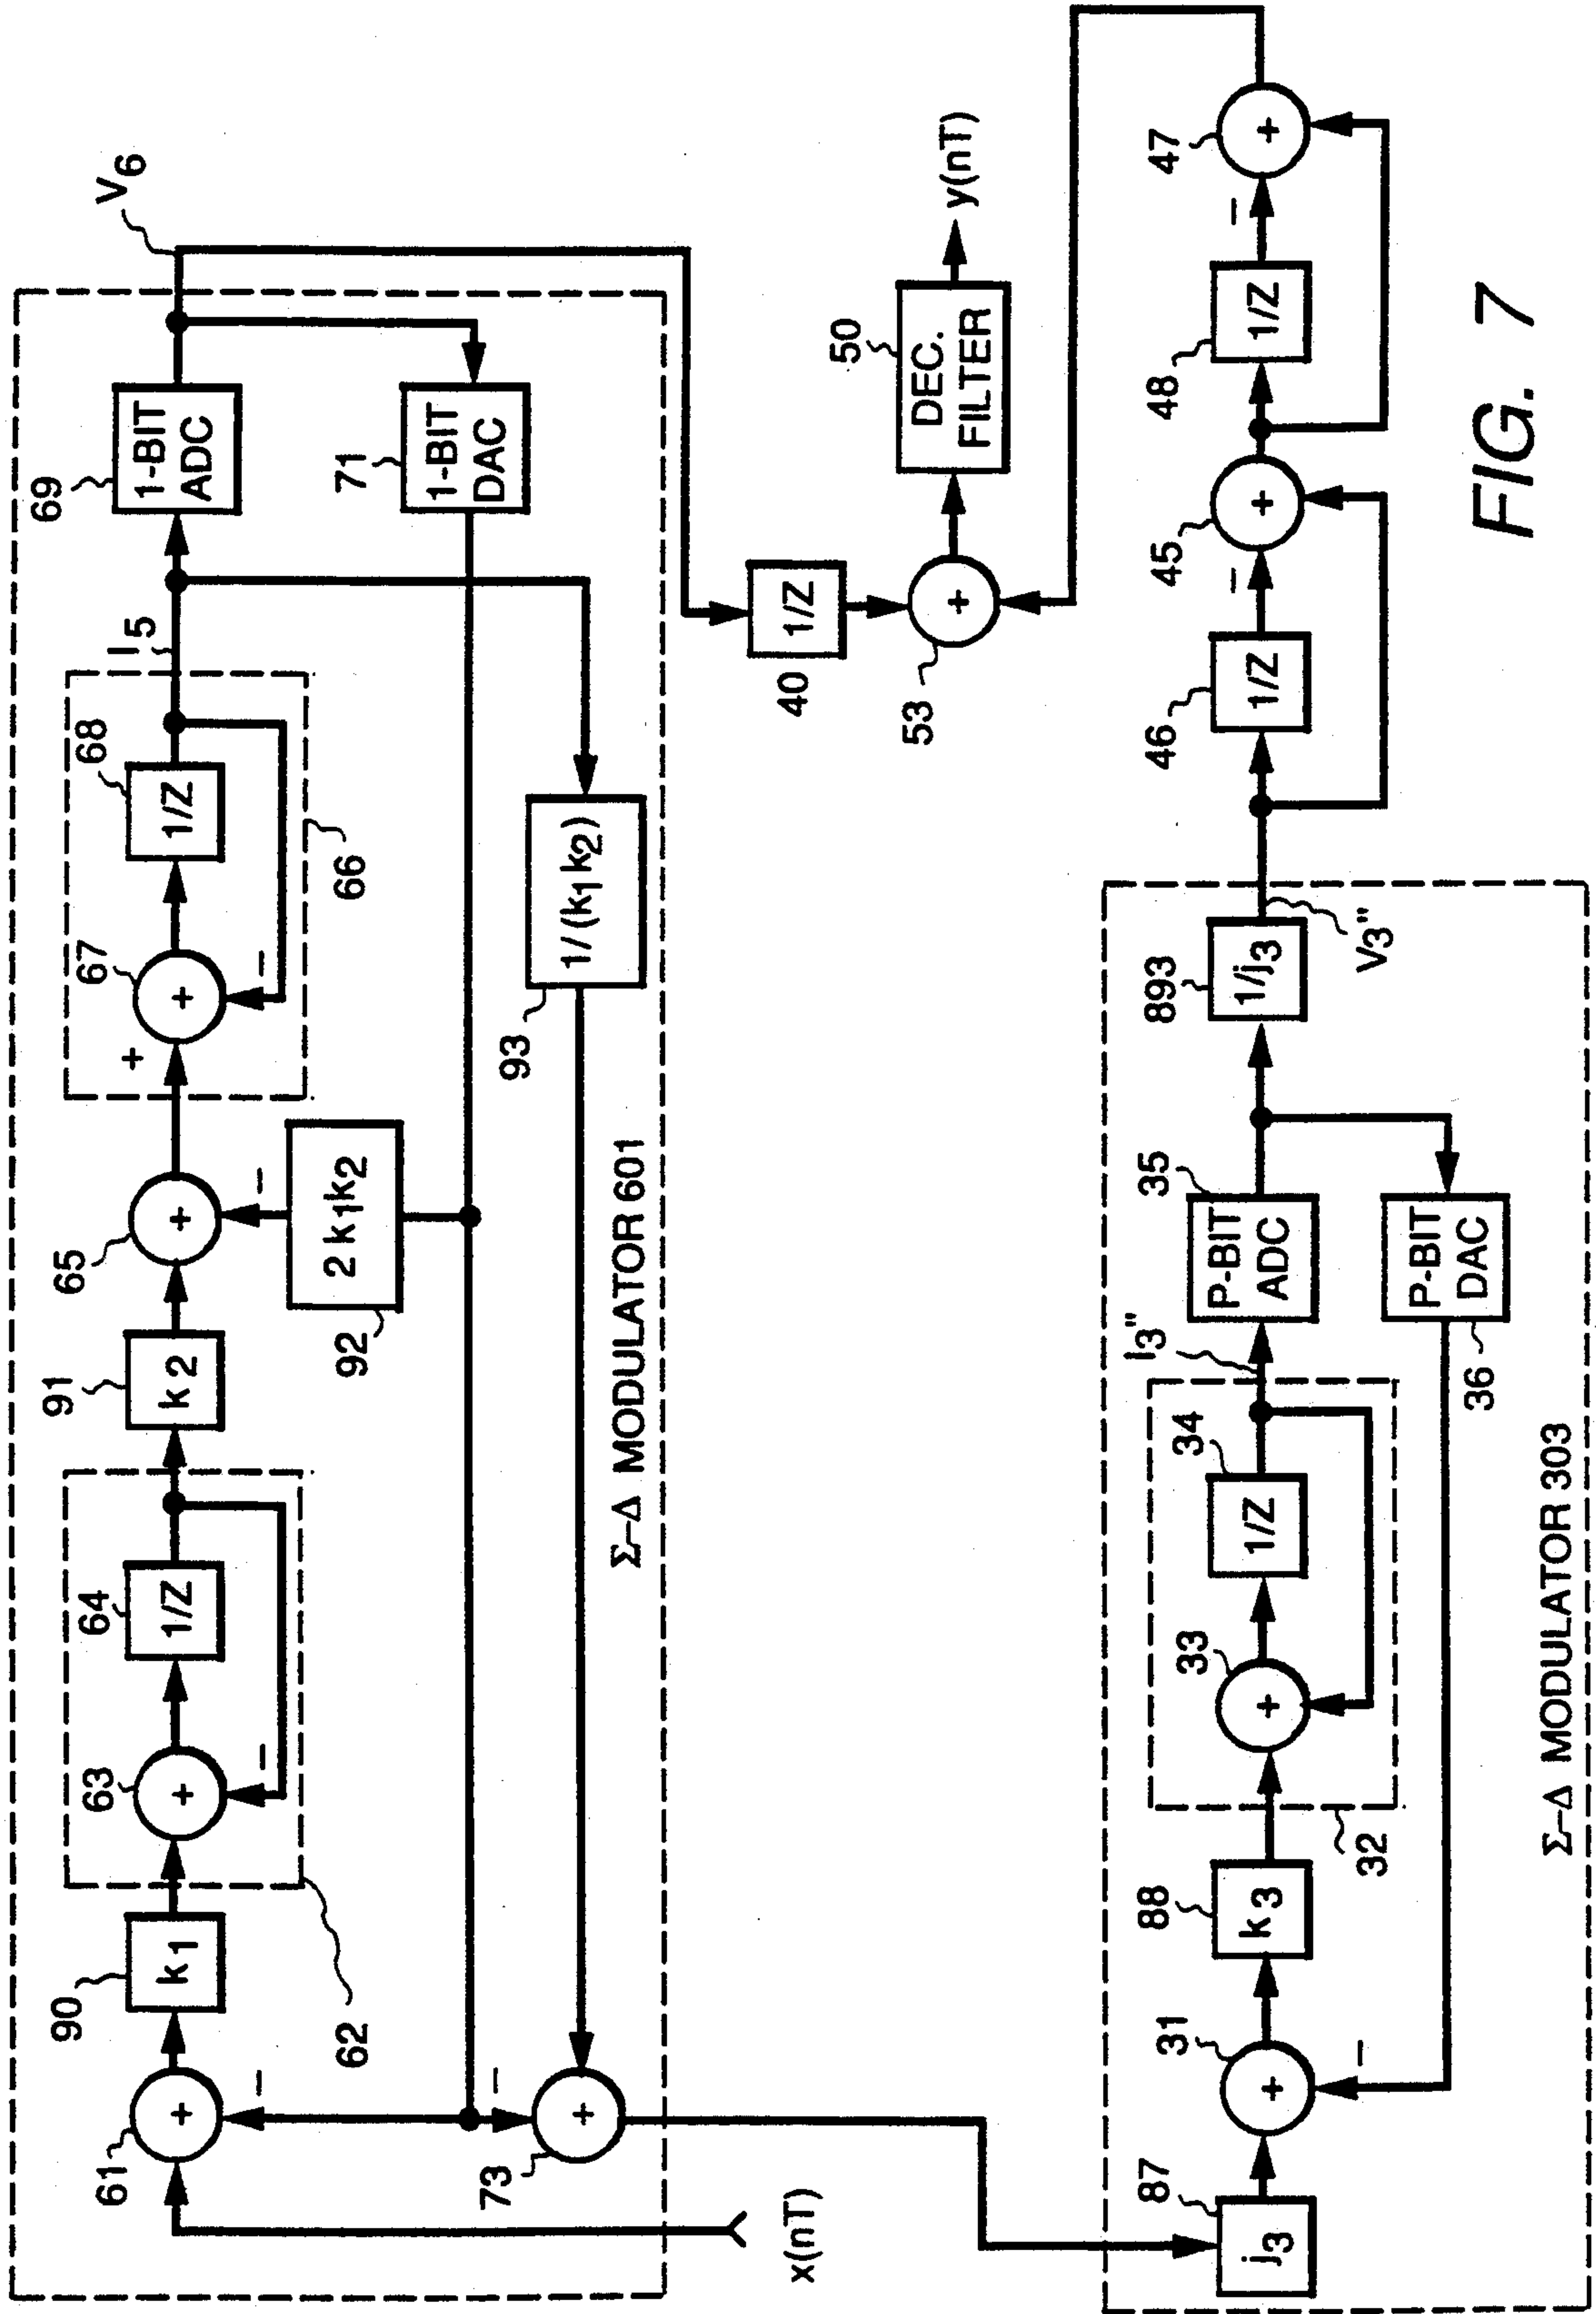 x(nT)
61
+
−
90
k1
62
63
+
−
64
1/Z
91
k2
65
+
−
92
2k1k2
66
67
+
+
−
68
1/Z
I5
69
1-BIT
ADC
71
1-BIT
DAC
V6
93
1/(k1k2)
73
+
−
Σ–Δ MODULATOR 601
40
1/Z
53
+
50
DEC.
FILTER
y(nT)
87
j3
31
+
−
88
k3
32
33
+
34
1/Z
I3"
35
P-BIT
ADC
36
P-BIT
DAC
893
1/j3
V3"
Σ–Δ MODULATOR 303
46
1/Z
−
45
+
48
1/Z
−
47
+
FIG. 7